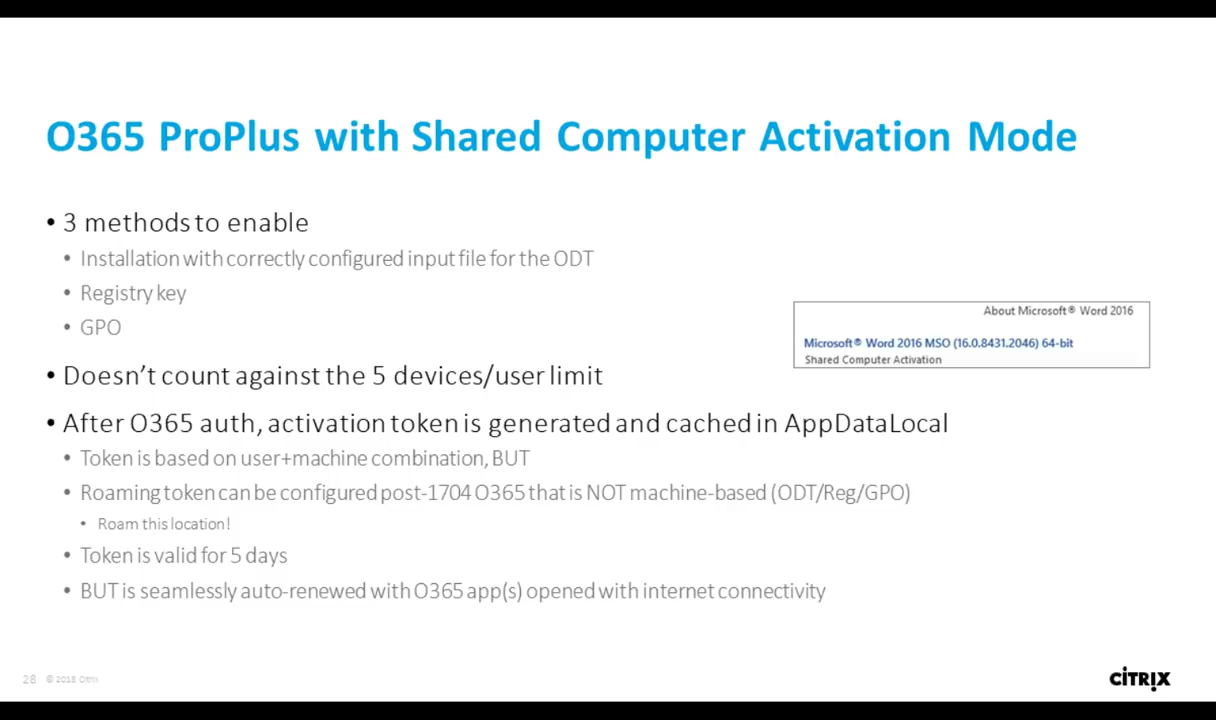 O365 ProPlus with Shared Computer Activation Mode
• 3 methods to enable
• Installation with correctly configured input file for the ODT
• Registry key
• GPO
About Microsoft® Word 2016
Microsoft® Word 2016 MSO (16.0.8431.2046) 64-bit
Shared Computer Activation
• Doesn't count against the 5 devices/user limit
• After O365 auth, activation token is generated and cached in AppDataLocal
• Token is based on user+machine combination, BUT
• Roaming token can be configured post-1704 O365 that is NOT machine-based (ODT/Reg/GPO)
• Roam this location!
• Token is valid for 5 days
• BUT is seamlessly auto-renewed with O365 app(s) opened with internet connectivity
28 © 2018 Citrix
CİTRIX